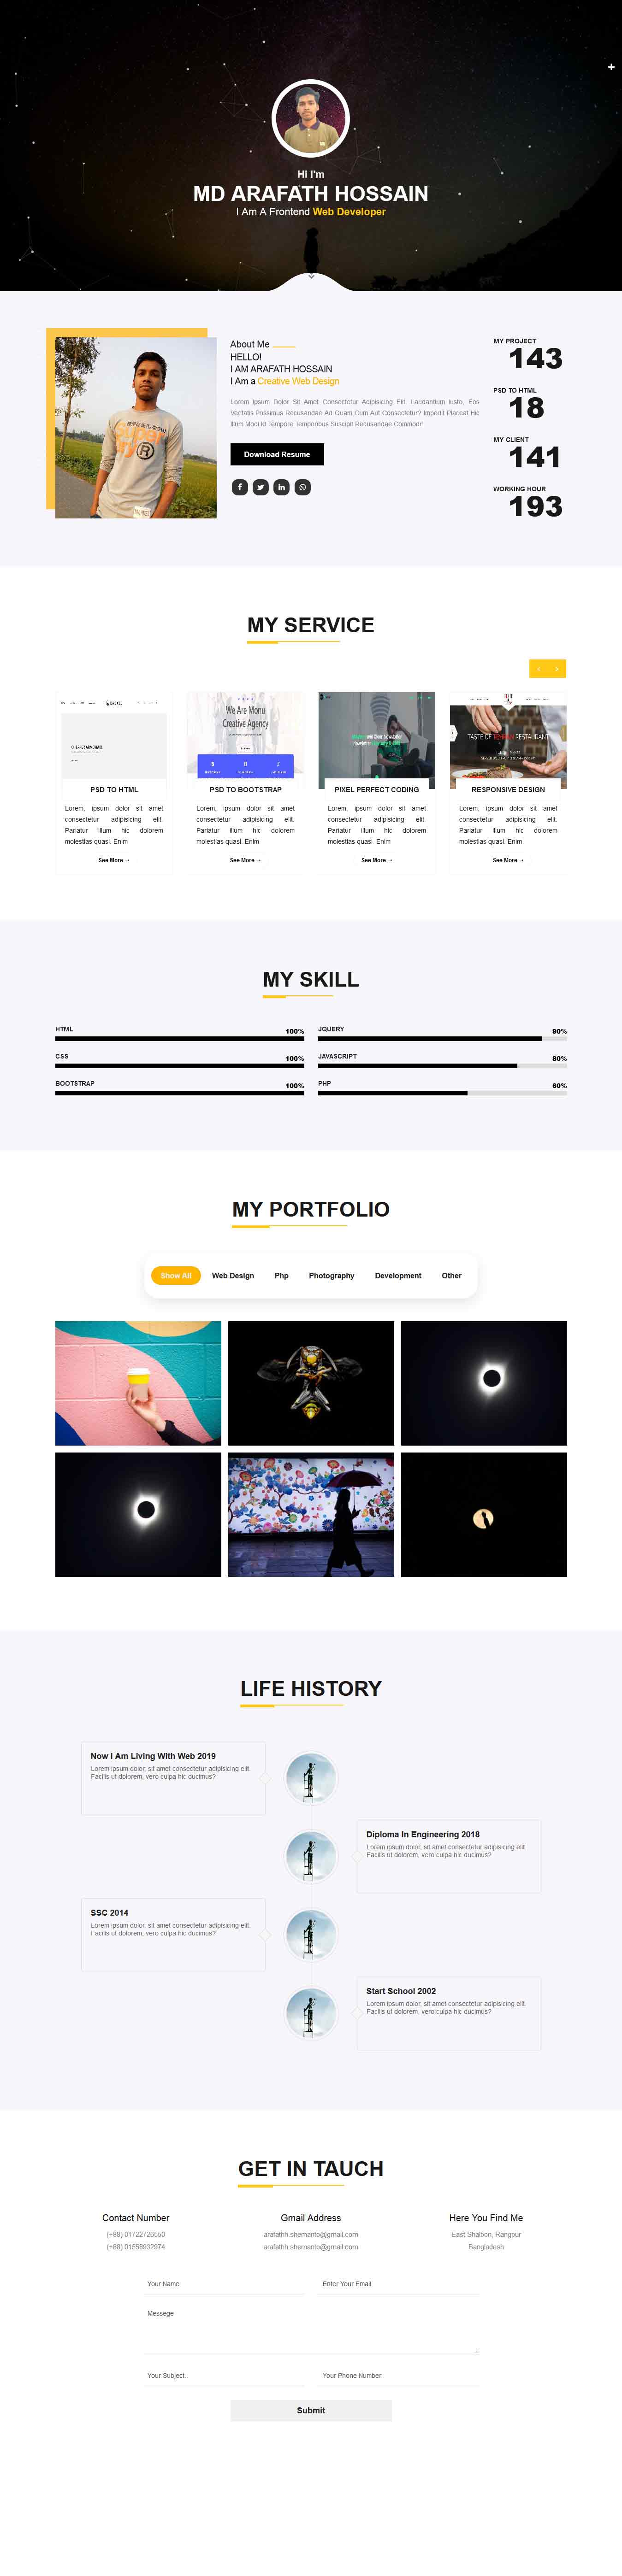 Hi I'm
MD ARAFATH HOSSAIN
I Am A Frontend Web Developer
About Me
HELLO!
I AM ARAFATH HOSSAIN
I Am a Creative Web Design
Lorem Ipsum Dolor Sit Amet Consectetur Adipisicing Elit. Laudantium Iusto, Eos
Veritatis Possimus Recusandae Ad Quam Cum Aut Consectetur? Impedit Placeat Hic
Illum Modi Id Tempore Temporibus Suscipit Recusandae Commodi!
Download Resume
MY PROJECT
143
PSD TO HTML
18
MY CLIENT
141
WORKING HOUR
193
MY SERVICE
We Are Monu
Creative Agency
TASTE OF TEHRAN RESTAURANT
PSD TO HTML
Lorem, ipsum dolor sit amet
consectetur adipisicing elit.
Pariatur illum hic dolorem
molestias quasi. Enim
See More →
PSD TO BOOTSTRAP
Lorem, ipsum dolor sit amet
consectetur adipisicing elit.
Pariatur illum hic dolorem
molestias quasi. Enim
See More →
PIXEL PERFECT CODING
Lorem, ipsum dolor sit amet
consectetur adipisicing elit.
Pariatur illum hic dolorem
molestias quasi. Enim
See More →
RESPONSIVE DESIGN
Lorem, ipsum dolor sit amet
consectetur adipisicing elit.
Pariatur illum hic dolorem
molestias quasi. Enim
See More →
MY SKILL
HTML 100%
JQUERY 90%
CSS 100%
JAVASCRIPT 80%
BOOTSTRAP 100%
PHP 60%
MY PORTFOLIO
Show All Web Design Php Photography Development Other
LIFE HISTORY
Now I Am Living With Web 2019
Lorem ipsum dolor, sit amet consectetur adipisicing elit.
Facilis ut dolorem, vero culpa hic ducimus?
Diploma In Engineering 2018
Lorem ipsum dolor, sit amet consectetur adipisicing elit.
Facilis ut dolorem, vero culpa hic ducimus?
SSC 2014
Lorem ipsum dolor, sit amet consectetur adipisicing elit.
Facilis ut dolorem, vero culpa hic ducimus?
Start School 2002
Lorem ipsum dolor, sit amet consectetur adipisicing elit.
Facilis ut dolorem, vero culpa hic ducimus?
GET IN TAUCH
Contact Number
(+88) 01722726550
(+88) 01558932974
Gmail Address
arafathh.shemanto@gmail.com
arafathh.shemanto@gmail.com
Here You Find Me
East Shalbon, Rangpur
Bangladesh
Your Name
Enter Your Email
Messege
Your Subject..
Your Phone Number
Submit